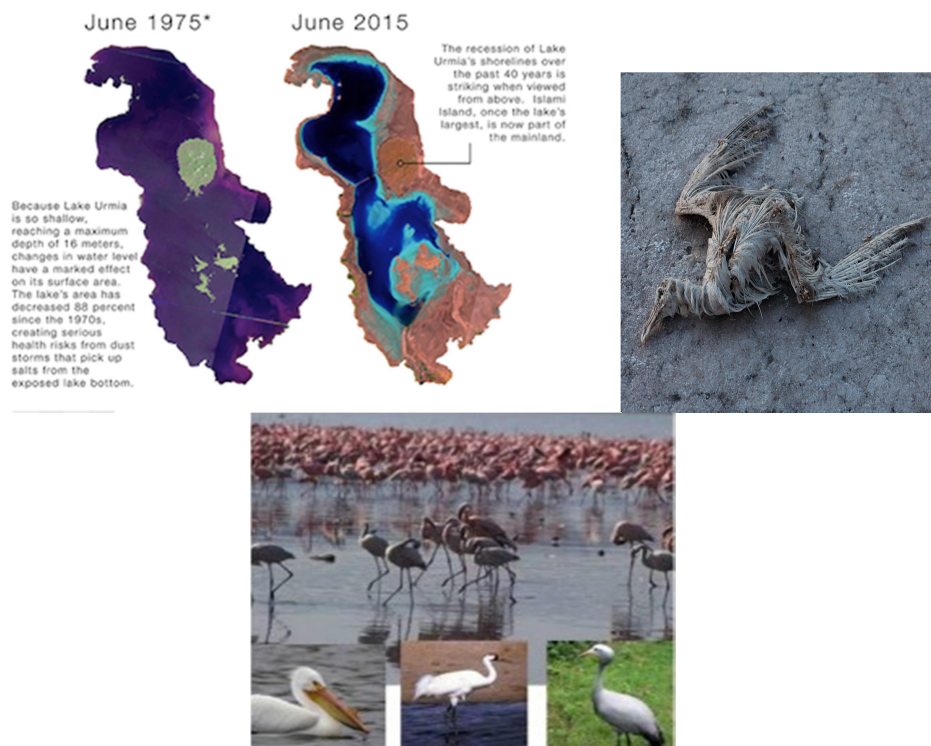 June 1975*
June 2015
The recession of Lake
Urmia's shorelines over
the past 40 years is
striking when viewed
from above. Islami
Island, once the lake's
largest, is now part of
the mainland.
Because Lake Urmia
is so shallow,
reaching a maximum
depth of 16 meters,
changes in water level
have a marked effect
on its surface area.
The lake's area has
decreased 88 percent
since the 1970s,
creating serious
health risks from dust
storms that pick up
salts from the
exposed lake bottom.